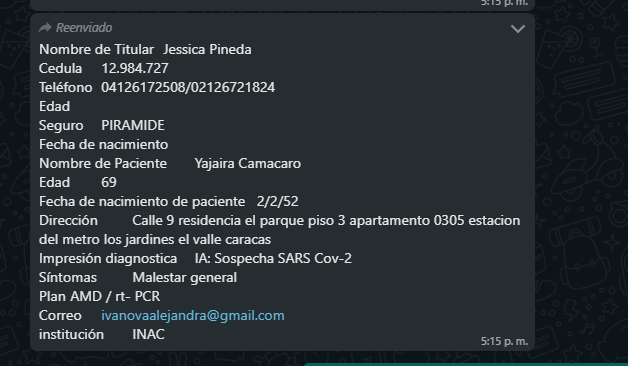 5:15 p. m.
Reenviado
Nombre de Titular Jessica Pineda
Cedula 12.984.727
Teléfono 04126172508/02126721824
Edad
Seguro PIRAMIDE
Fecha de nacimiento
Nombre de Paciente Yajaira Camacaro
Edad 69
Fecha de nacimiento de paciente 2/2/52
Dirección Calle 9 residencia el parque piso 3 apartamento 0305 estacion
del metro los jardines el valle caracas
Impresión diagnostica IA: Sospecha SARS Cov-2
Síntomas Malestar general
Plan AMD / rt- PCR
Correo ivanovaalejandra@gmail.com
institución INAC
5:15 p. m.